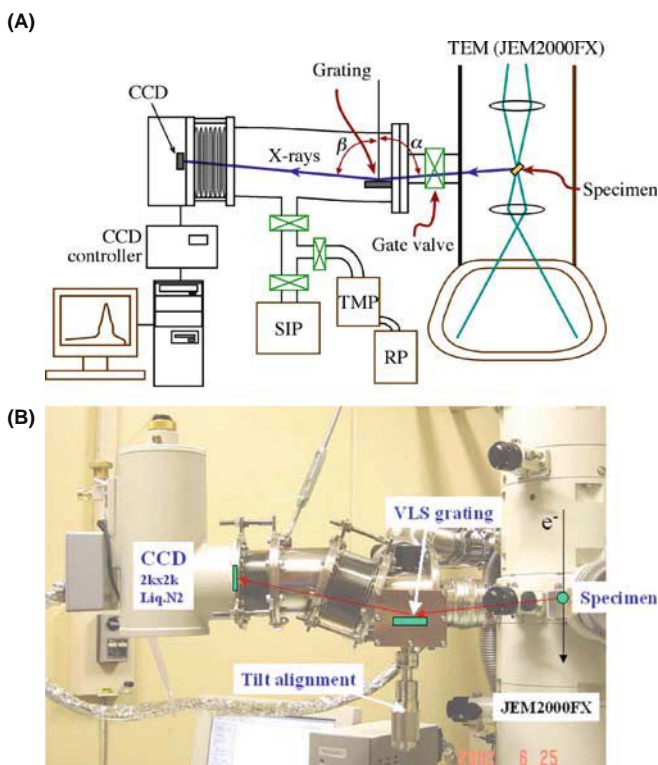 (A)
TEM (JEM2000FX)
Grating
CCD
β
α
X-rays
Specimen
Gate valve
CCD
controller
TMP
SIP
RP
(B)
VLS grating
e-
CCD
2kx2k
Liq.N2
Specimen
Tilt alignment
JEM2000FX
6 25